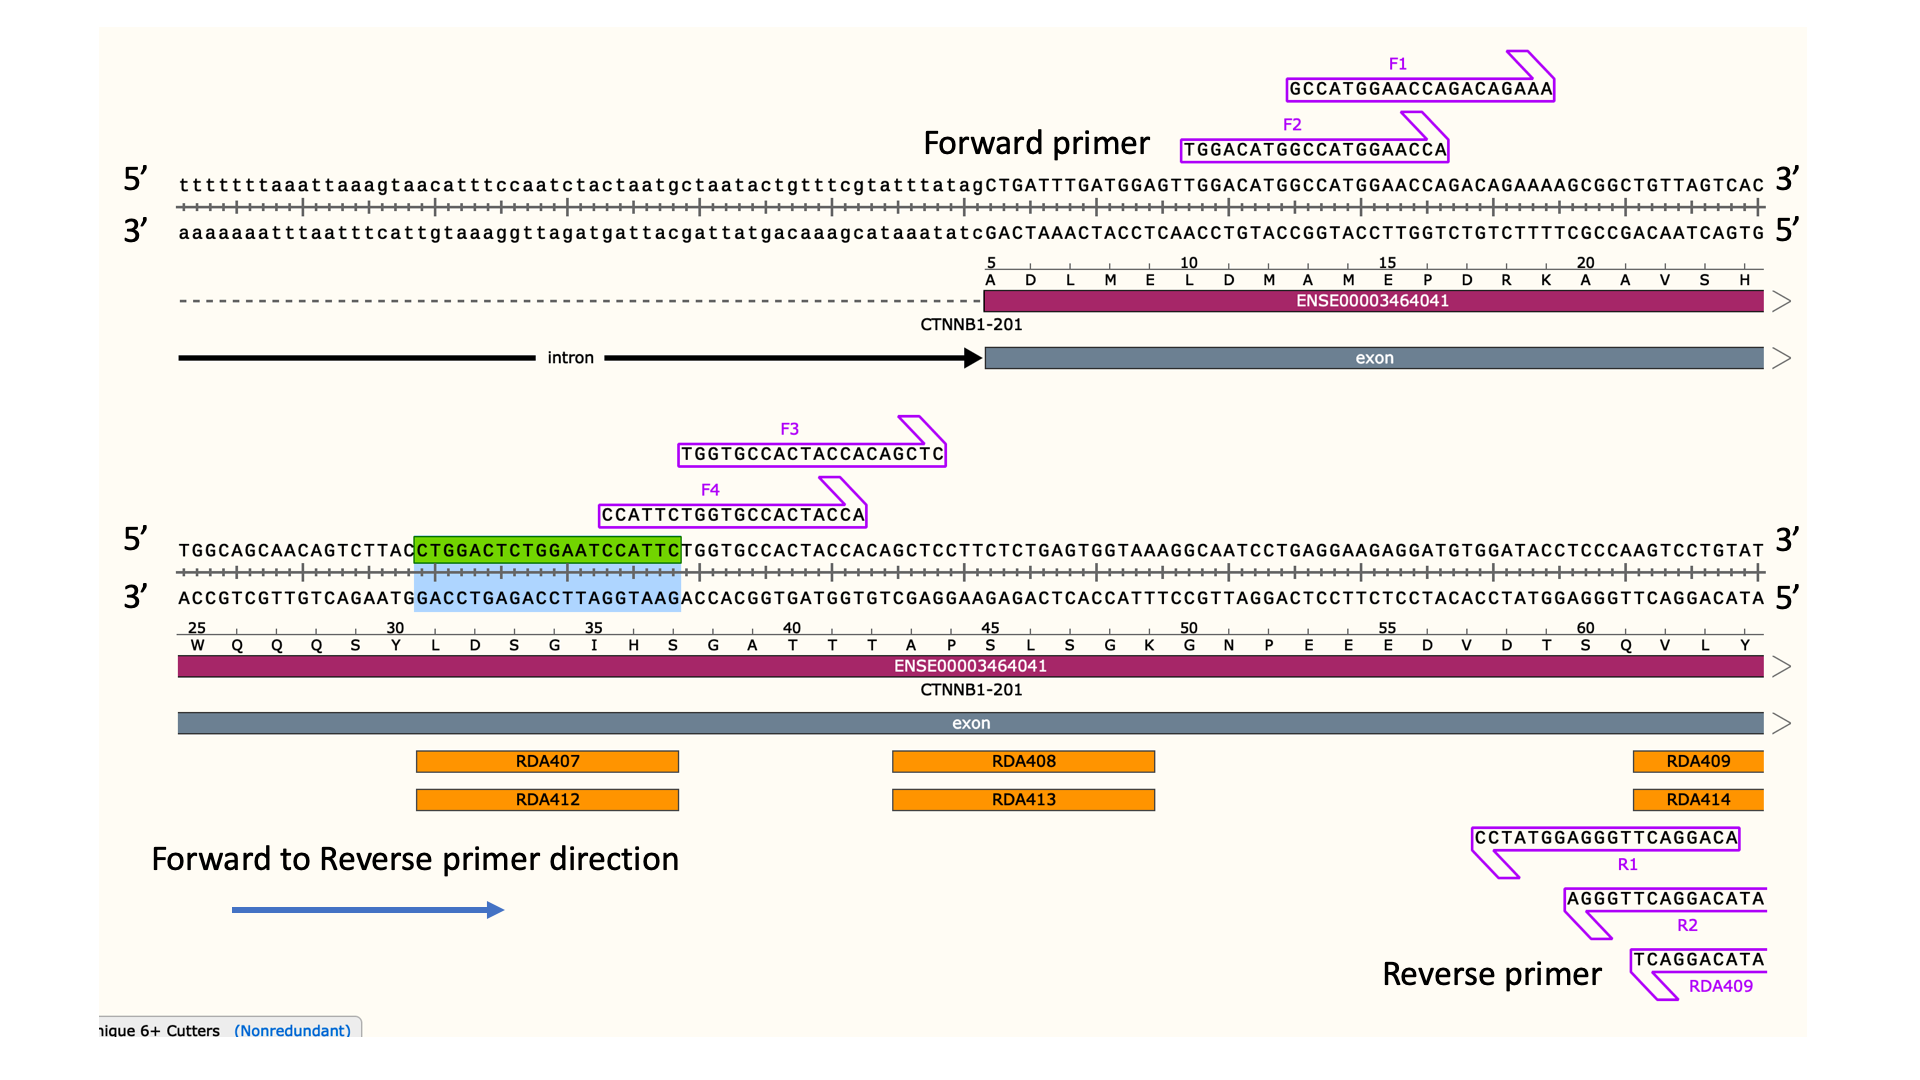 F1
GCCATGGAACCAGACAGAAA
Forward primer
F2
TGGACATGGCCATGGAACCA
5’ tttttttaaattaaagtaacatttccaatctactaatgctaatactgtttcgtatttatagCTGATTTGATGGAGTTGGACATGGCCATGGAACCAGACAGAAAAGCGGCTGTTAGTCAC 3’
3’ aaaaaaatttaatttcattgtaaaggttagatgattacgattatgacaaagcataaatatcGACTAAACTACCTCAACCTGTACCGGTACCTTGGTCTGTCTTTTCGCCGACAATCAGTG 5’
5 10 15 20
A D L M E L D M A M E P D R K A A V S H
ENSE00003464041
CTNNB1-201
intron exon
F3
TGGTGCCACTACCACAGCTC
F4
CCATTCTGGTGCCACTACCA
5’ TGGCAGCAACAGTCTTACCTGGACTCTGGAATCCATTCTGGTGCCACTACCACAGCTCCTTCTCTGAGTGGTAAAGGCAATCCTGAGGAAGAGGATGTGGATACCTCCCAAGTCCTGTAT 3’
3’ ACCGTCGTTGTCAGAATGGACCTGAGACCTTAGGTAAGACCACGGTGATGGTGTCGAGGAAGAGACTCACCATTTCCGTTAGGACTCCTTCTCCTACACCTATGGAGGGTTCAGGACATA 5’
25 30 35 40 45 50 55 60
W Q Q Q S Y L D S G I H S G A T T T A P S L S G K G N P E E E D V D T S Q V L Y
ENSE00003464041
CTNNB1-201
exon
RDA407 RDA408 RDA409
RDA412 RDA413 RDA414
CCTATGGAGGGTTCAGGACA
R1
Forward to Reverse primer direction
AGGGTTCAGGACATA
R2
TCAGGACATA
Reverse primer
RDA409
nique 6+ Cutters (Nonredundant)